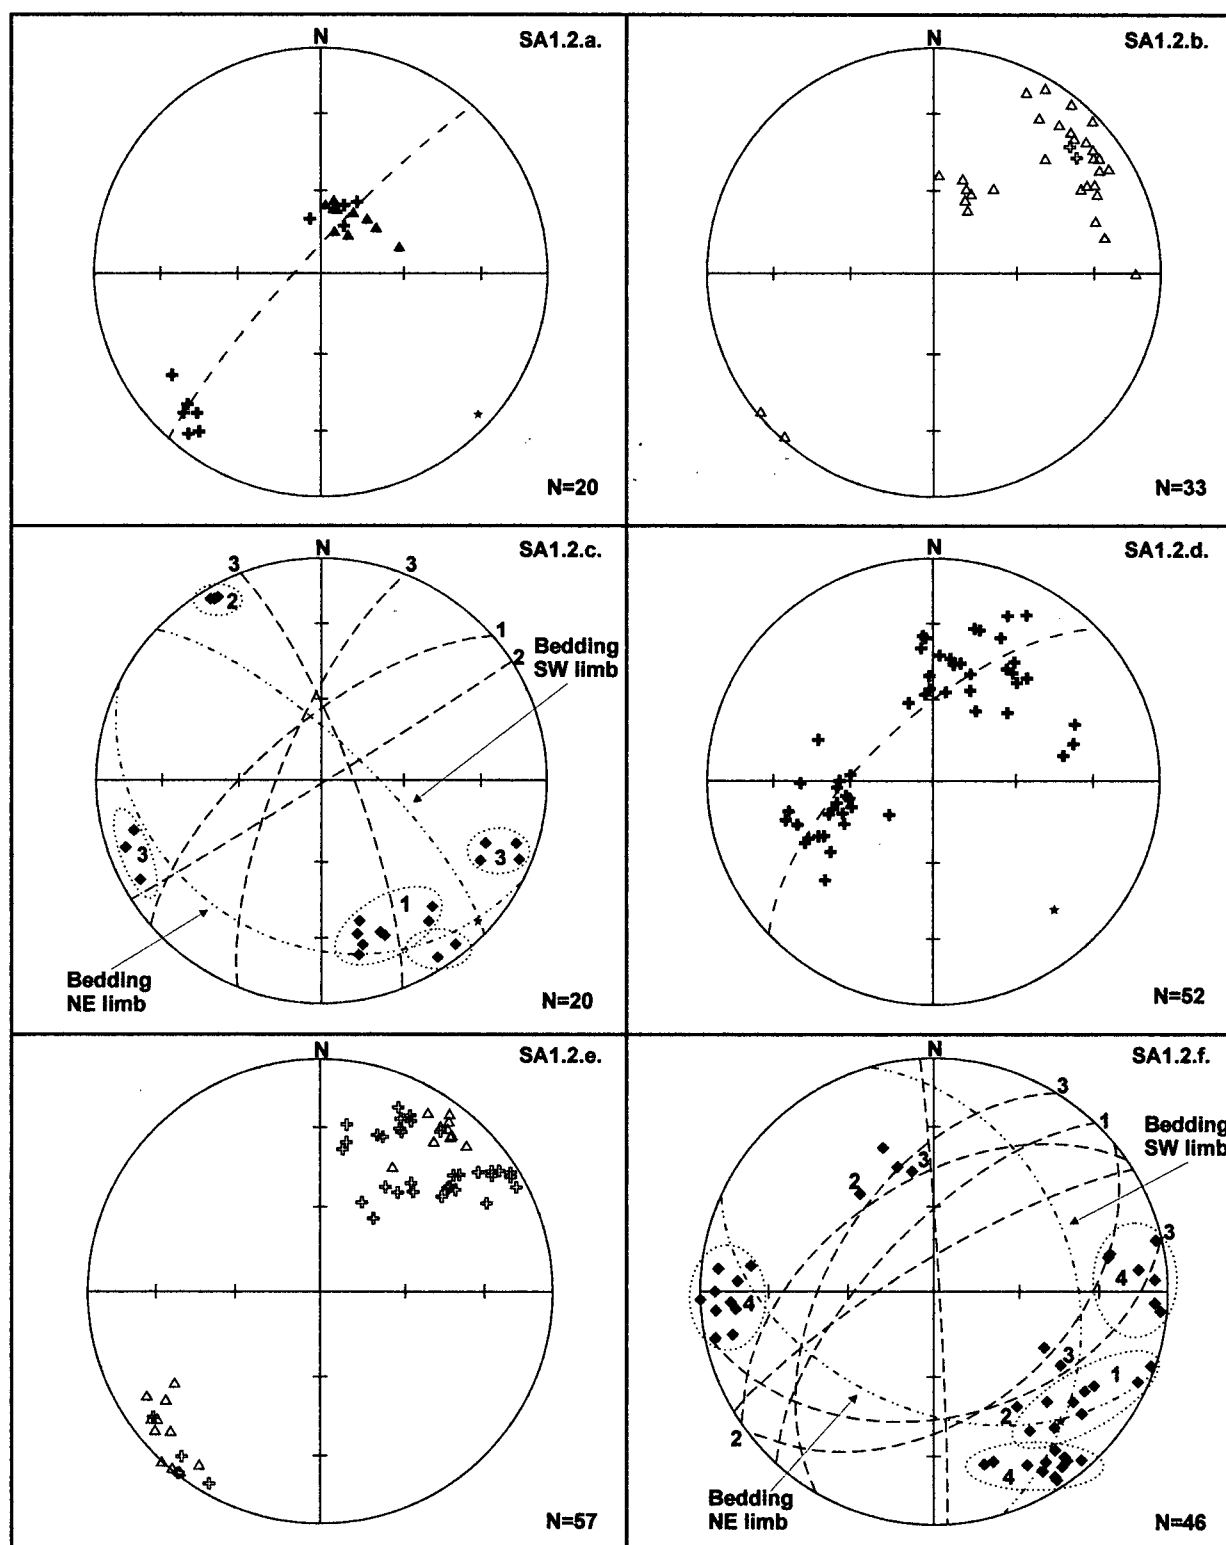 N
SA1.2.a.
N=20
N
SA1.2.b.
N=33
N
SA1.2.c.
3
3
2
1
Bedding
SW limb
2
3
3
1
Bedding
NE limb
N=20
N
SA1.2.d.
N=52
N
SA1.2.e.
N=57
N
SA1.2.f.
3
1
Bedding
SW limb
3
2
3
4
4
3
1
2
2
4
Bedding
NE limb
N=46